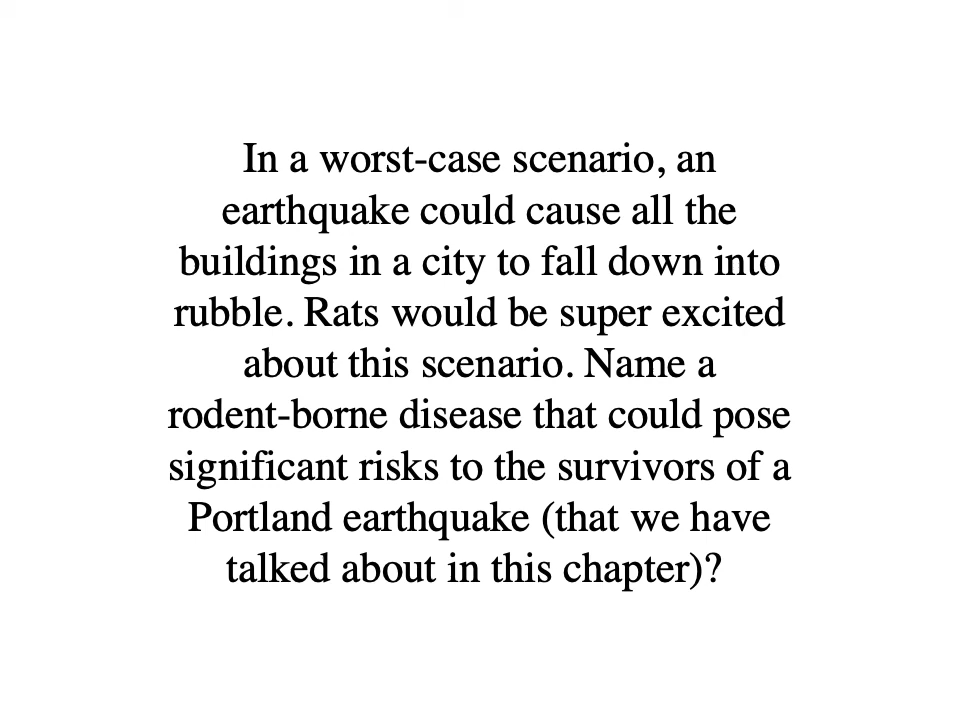 In a worst-case scenario, an
earthquake could cause all the
buildings in a city to fall down into
rubble. Rats would be super excited
about this scenario. Name a
rodent-borne disease that could pose
significant risks to the survivors of a
Portland earthquake (that we have
talked about in this chapter)?